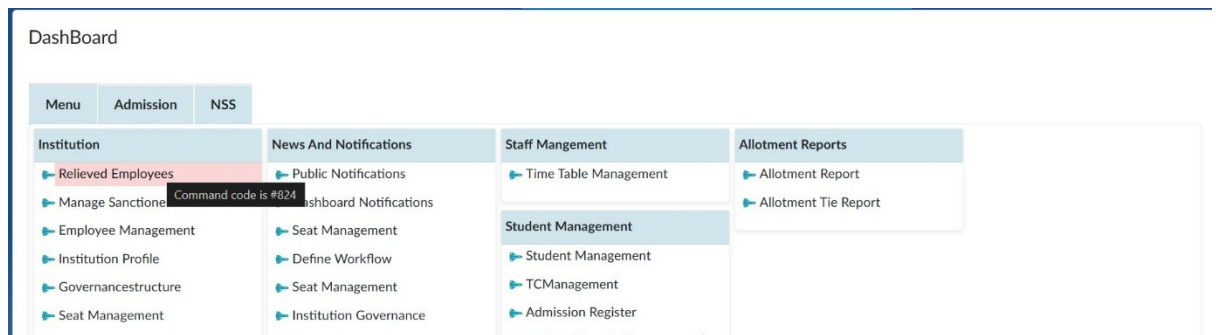 DashBoard
Menu
Admission
NSS
Institution
Relieved Employees
Command code is #824
Manage Sanctione
Employee Management
Institution Profile
Governancestructure
Seat Management
News And Notifications
Public Notifications
ashboard Notifications
Seat Management
Define Workflow
Seat Management
Institution Governance
Staff Mangement
Time Table Management
Student Management
Student Management
TCManagement
Admission Register
Allotment Reports
Allotment Report
Allotment Tie Report